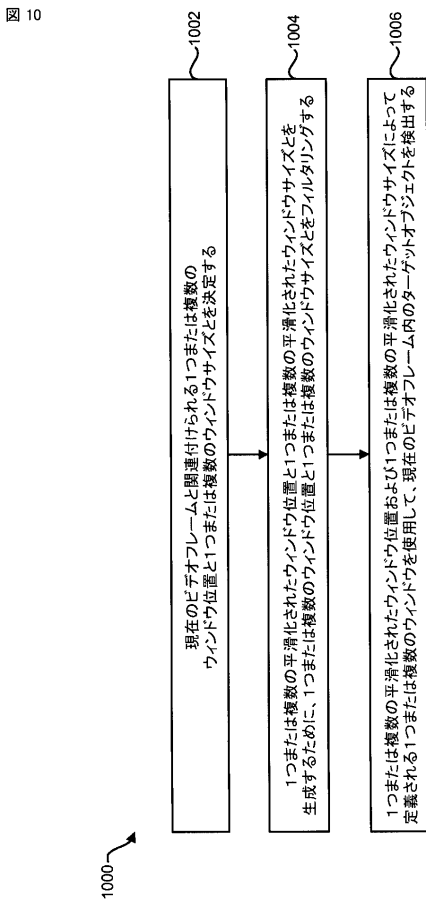 図 10
1000
現在のビデオフレームと関連付けられる1つまたは複数の
ウィンドウ位置と1つまたは複数のウィンドウサイズとを決定する
1002
1つまたは複数の平滑化されたウィンドウ位置と1つまたは複数の平滑化されたウィンドウサイズとを
生成するために、1つまたは複数のウィンドウ位置と1つまたは複数のウィンドウサイズとをフィルタリングする
1004
1つまたは複数の平滑化されたウィンドウ位置および1つまたは複数の平滑化されたウィンドウサイズによって
定義される1つまたは複数のウィンドウを使用して、現在のビデオフレーム内のターゲットオブジェクトを検出する
1006